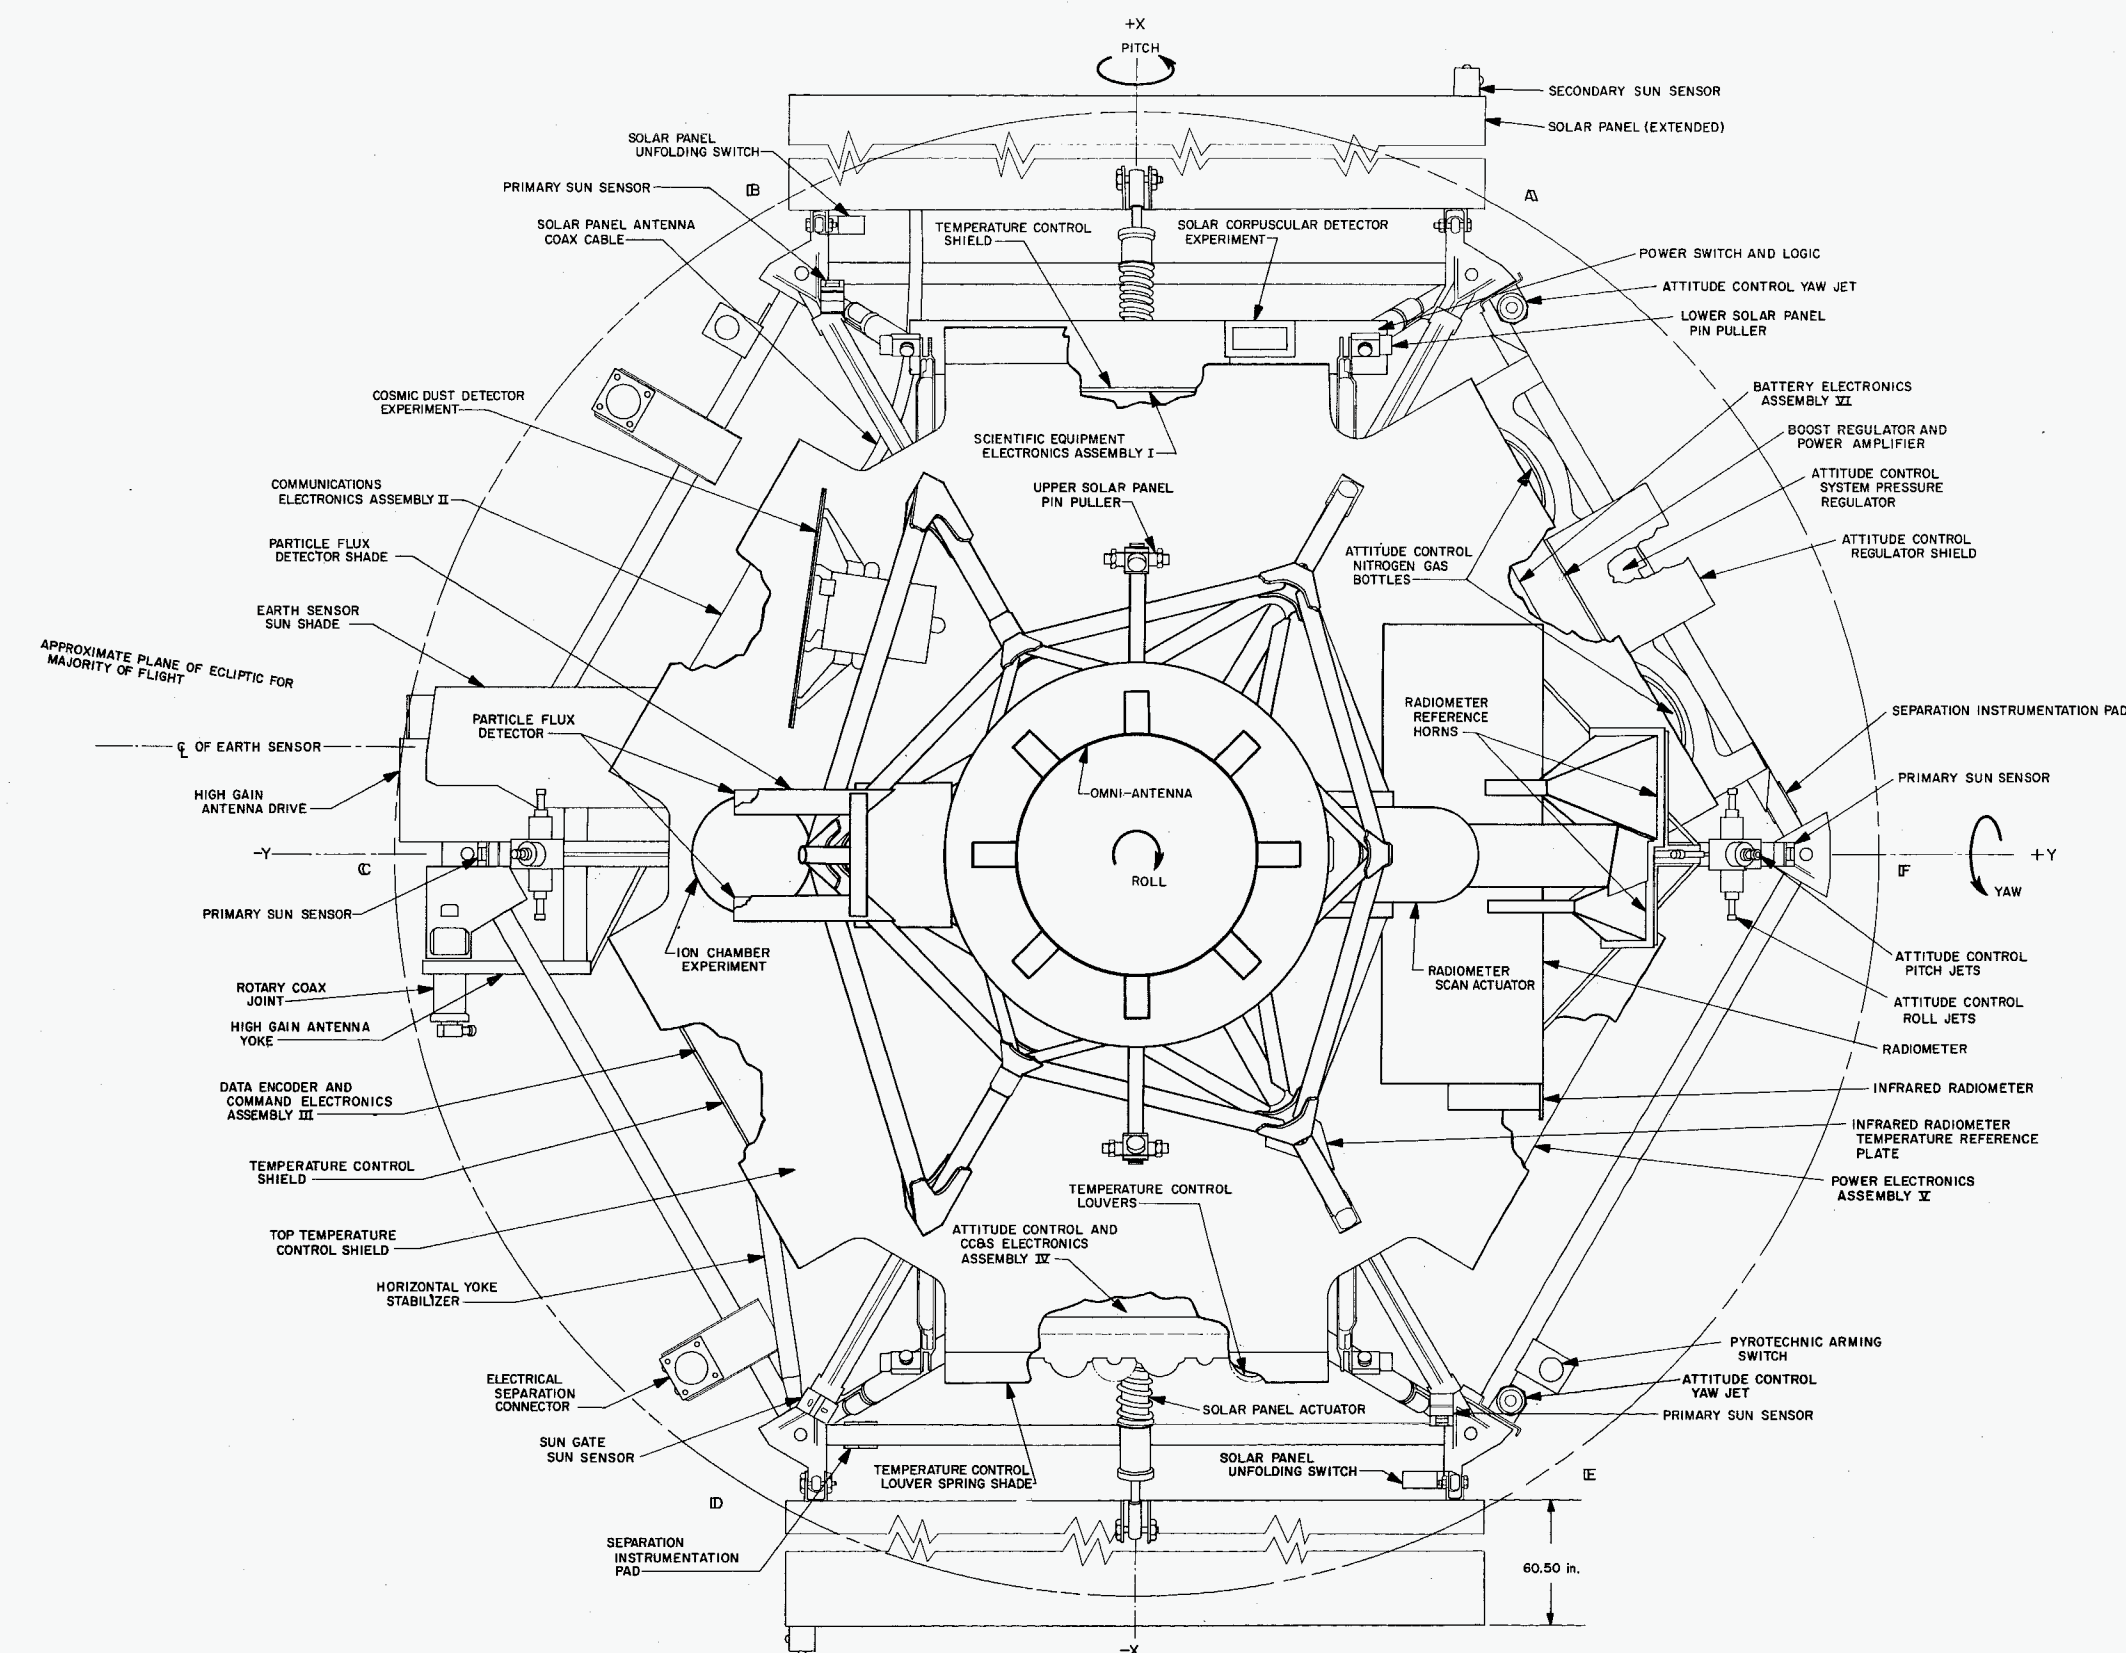 +X
PITCH
SECONDARY SUN SENSOR
SOLAR PANEL (EXTENDED)
SOLAR PANEL
UNFOLDING SWITCH
PRIMARY SUN SENSOR
B
A
SOLAR PANEL ANTENNA
COAX CABLE
TEMPERATURE CONTROL
SHIELD
SOLAR CORPUSCULAR DETECTOR
EXPERIMENT
POWER SWITCH AND LOGIC
ATTITUDE CONTROL YAW JET
LOWER SOLAR PANEL
PIN PULLER
COSMIC DUST DETECTOR
EXPERIMENT
BATTERY ELECTRONICS
ASSEMBLY VI
SCIENTIFIC EQUIPMENT
ELECTRONICS ASSEMBLY I
BOOST REGULATOR AND
POWER AMPLIFIER
COMMUNICATIONS
ELECTRONICS ASSEMBLY II
UPPER SOLAR PANEL
PIN PULLER
ATTITUDE CONTROL
SYSTEM PRESSURE
REGULATOR
PARTICLE FLUX
DETECTOR SHADE
ATTITUDE CONTROL
NITROGEN GAS
BOTTLES
ATTITUDE CONTROL
REGULATOR SHIELD
EARTH SENSOR
SUN SHADE
APPROXIMATE PLANE OF ECLIPTIC FOR
MAJORITY OF FLIGHT
PARTICLE FLUX
DETECTOR
RADIOMETER
REFERENCE
HORNS
SEPARATION INSTRUMENTATION PAD
℄ OF EARTH SENSOR
HIGH GAIN
ANTENNA DRIVE
OMNI-ANTENNA
PRIMARY SUN SENSOR
-Y
C
ROLL
F
+Y
YAW
PRIMARY SUN SENSOR
ION CHAMBER
EXPERIMENT
RADIOMETER
SCAN ACTUATOR
ATTITUDE CONTROL
PITCH JETS
ROTARY COAX
JOINT
ATTITUDE CONTROL
ROLL JETS
HIGH GAIN ANTENNA
YOKE
RADIOMETER
DATA ENCODER AND
COMMAND ELECTRONICS
ASSEMBLY III
INFRARED RADIOMETER
INFRARED RADIOMETER
TEMPERATURE REFERENCE
PLATE
TEMPERATURE CONTROL
SHIELD
POWER ELECTRONICS
ASSEMBLY V
TEMPERATURE CONTROL
LOUVERS
TOP TEMPERATURE
CONTROL SHIELD
ATTITUDE CONTROL AND
CC&S ELECTRONICS
ASSEMBLY IV
HORIZONTAL YOKE
STABILIZER
PYROTECHNIC ARMING
SWITCH
ELECTRICAL
SEPARATION
CONNECTOR
ATTITUDE CONTROL
YAW JET
SOLAR PANEL ACTUATOR
PRIMARY SUN SENSOR
SUN GATE
SUN SENSOR
TEMPERATURE CONTROL
LOUVER SPRING SHADE
SOLAR PANEL
UNFOLDING SWITCH
E
D
SEPARATION
INSTRUMENTATION
PAD
60.50 in.
-X